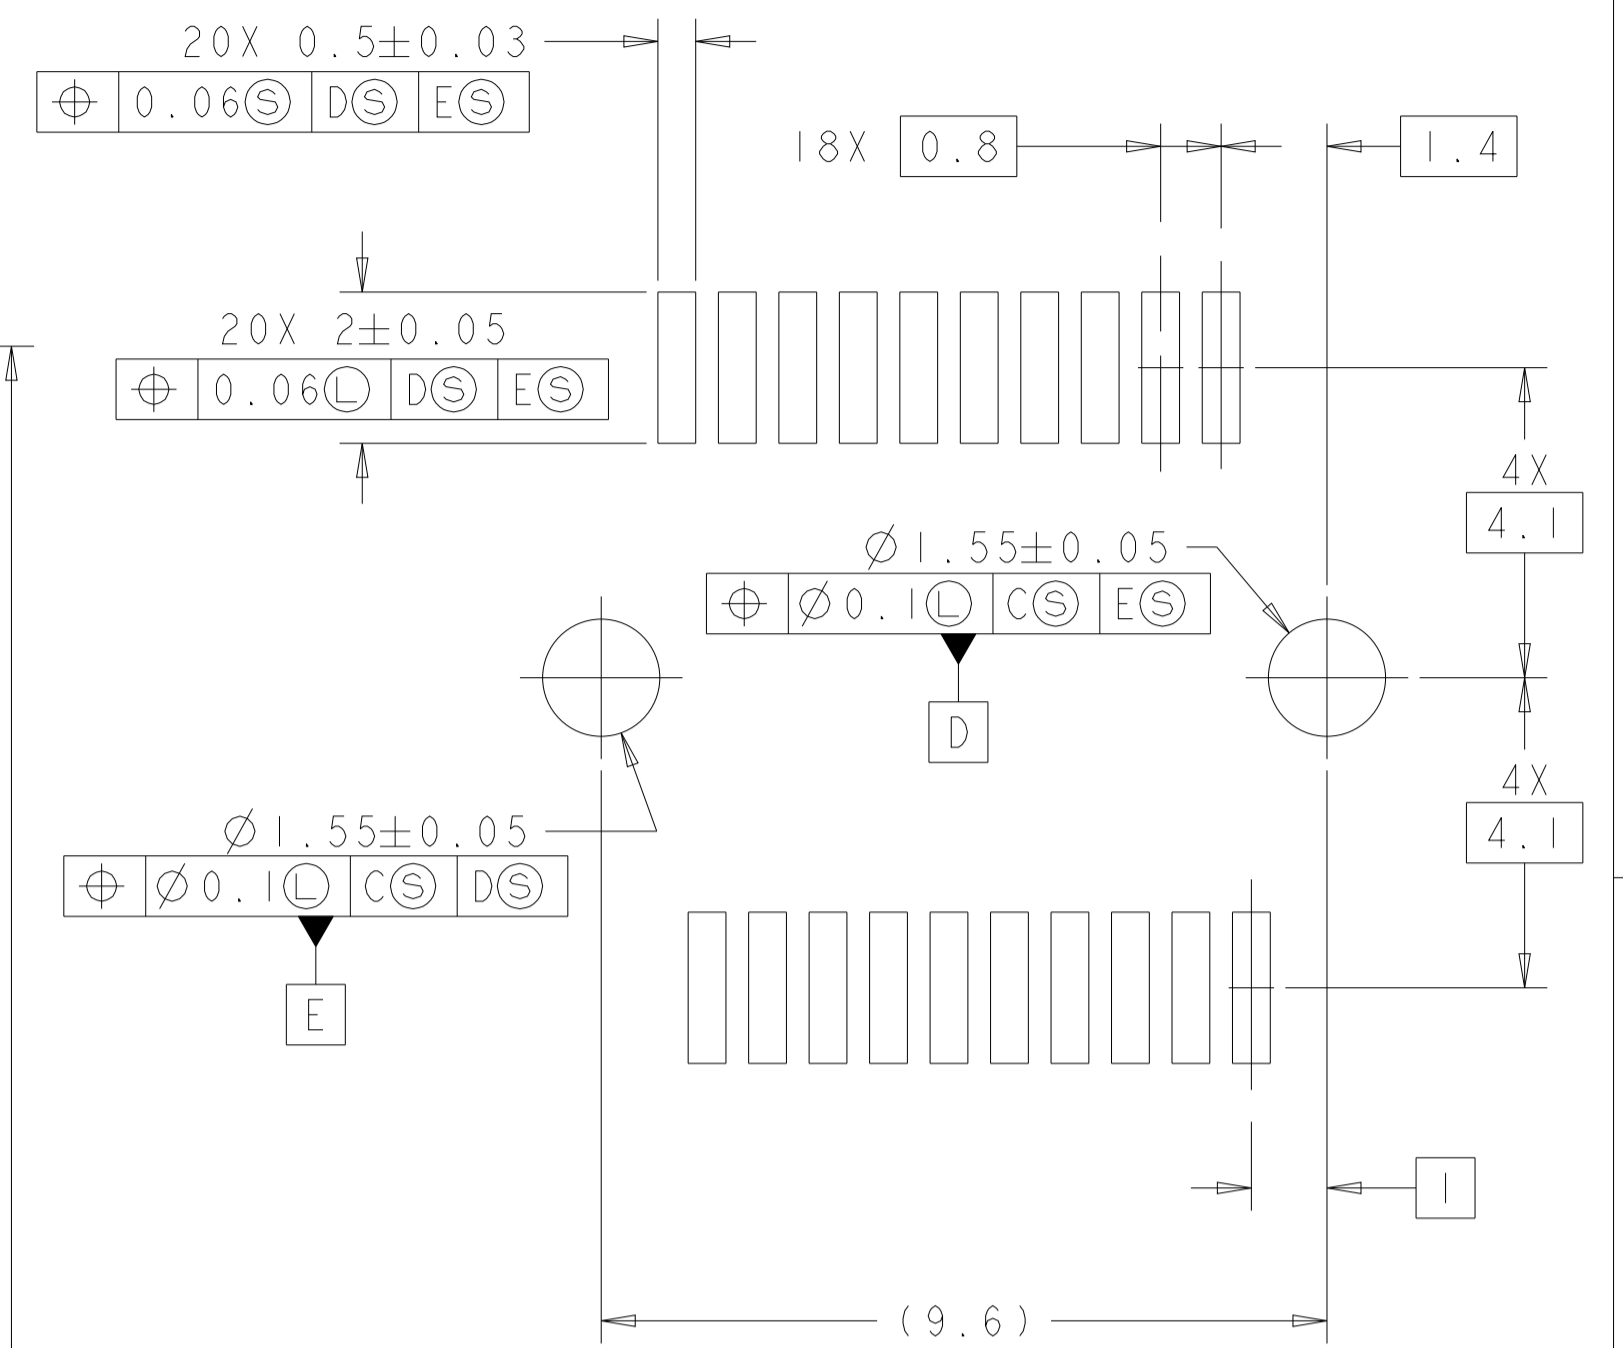 20X 0.5±0.03
⌖ 0.06Ⓢ DⓈ EⓈ
18X 0.8
1.4
20X 2±0.05
⌖ 0.06Ⓛ DⓈ EⓈ
4X
4.1
Ø1.55±0.05
⌖ Ø0.1Ⓛ CⓈ EⓈ
D
4X
4.1
Ø1.55±0.05
⌖ Ø0.1Ⓛ CⓈ DⓈ
E
1
(9.6)